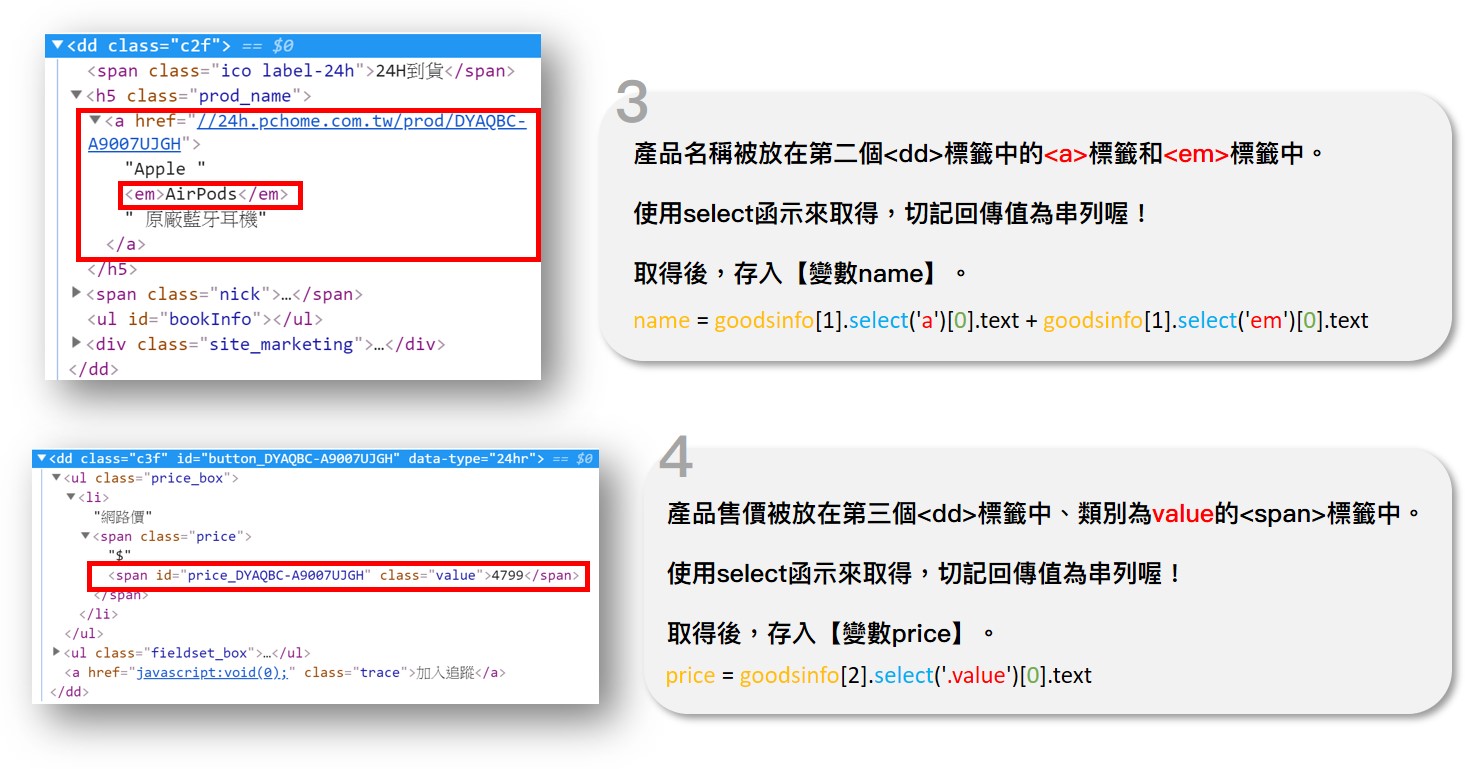 ▼<dd class="c2f"> == $0
<span class="ico label-24h">24H到貨</span>
▼<h5 class="prod_name">
▼<a href="//24h.pchome.com.tw/prod/DYAQBC-
A9007UJGH">
"Apple "
<em>AirPods</em>
" 原廠藍牙耳機"
</a>
</h5>
▶<span class="nick">…</span>
<ul id="bookInfo"></ul>
▶<div class="site_marketing">…</div>
</dd>
3
產品名稱被放在第二個<dd>標籤中的<a>標籤和<em>標籤中。
使用select函示來取得，切記回傳值為串列喔！
取得後，存入【變數name】。
name = goodsinfo[1].select('a')[0].text + goodsinfo[1].select('em')[0].text
▼<dd class="c3f" id="button_DYAQBC-A9007UJGH" data-type="24hr"> == $0
▼<ul class="price_box">
▼<li>
"網路價"
▼<span class="price">
"$"
<span id="price_DYAQBC-A9007UJGH" class="value">4799</span>
</span>
</li>
</ul>
▶<ul class="fieldset_box">…</ul>
<a href="javascript:void(0);" class="trace">加入追蹤</a>
</dd>
4
產品售價被放在第三個<dd>標籤中、類別為value的<span>標籤中。
使用select函示來取得，切記回傳值為串列喔！
取得後，存入【變數price】。
price = goodsinfo[2].select('.value')[0].text